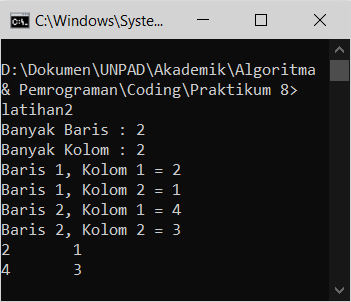 C:\Windows\Syste...
D:\Dokumen\UNPAD\Akademik\Algoritma
& Pemrograman\Coding\Praktikum 8>
latihan2
Banyak Baris : 2
Banyak Kolom : 2
Baris 1, Kolom 1 = 2
Baris 1, Kolom 2 = 1
Baris 2, Kolom 1 = 4
Baris 2, Kolom 2 = 3
2 1
4 3